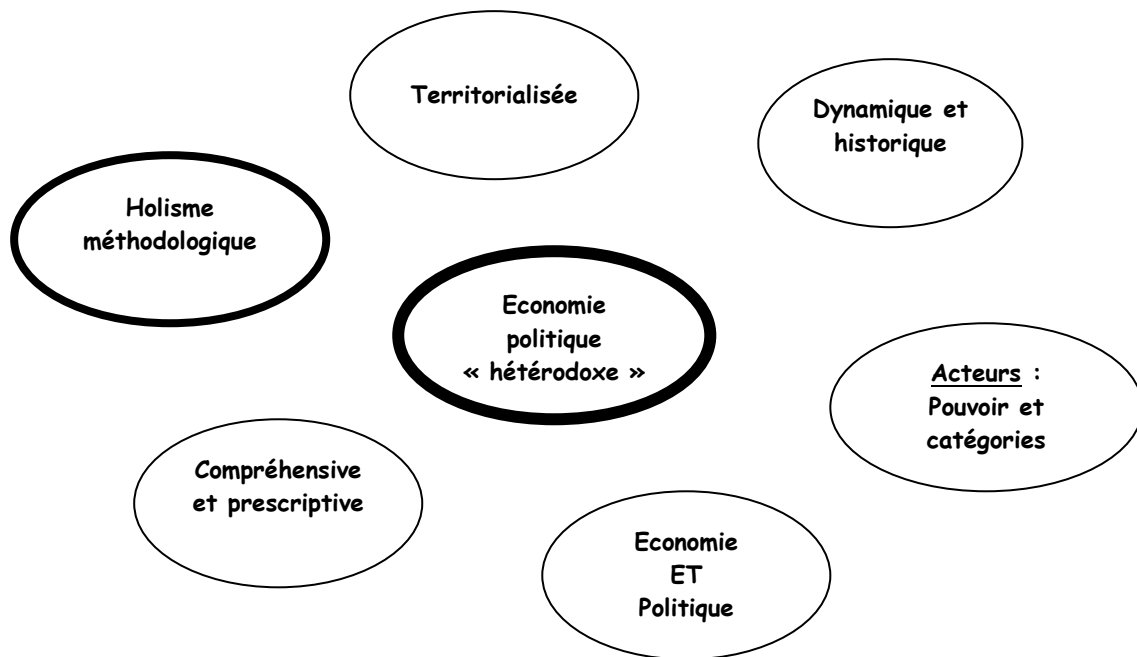 Territorialisée
Dynamique et
historique
Holisme
méthodologique
Economie
politique
« hétérodoxe »
Acteurs :
Pouvoir et
catégories
Compréhensive
et prescriptive
Economie
ET
Politique